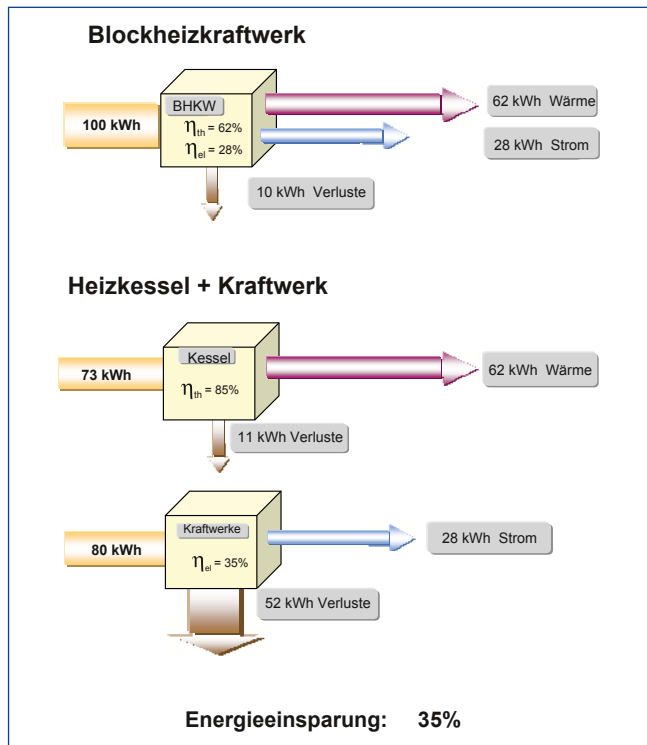 Blockheizkraftwerk
BHKW
100 kWh
ηth = 62%
ηel = 28%
62 kWh Wärme
28 kWh Strom
10 kWh Verluste
Heizkessel + Kraftwerk
Kessel
73 kWh
ηth = 85%
62 kWh Wärme
11 kWh Verluste
Kraftwerke
80 kWh
ηel = 35%
28 kWh Strom
52 kWh Verluste
Energieeinsparung: 35%